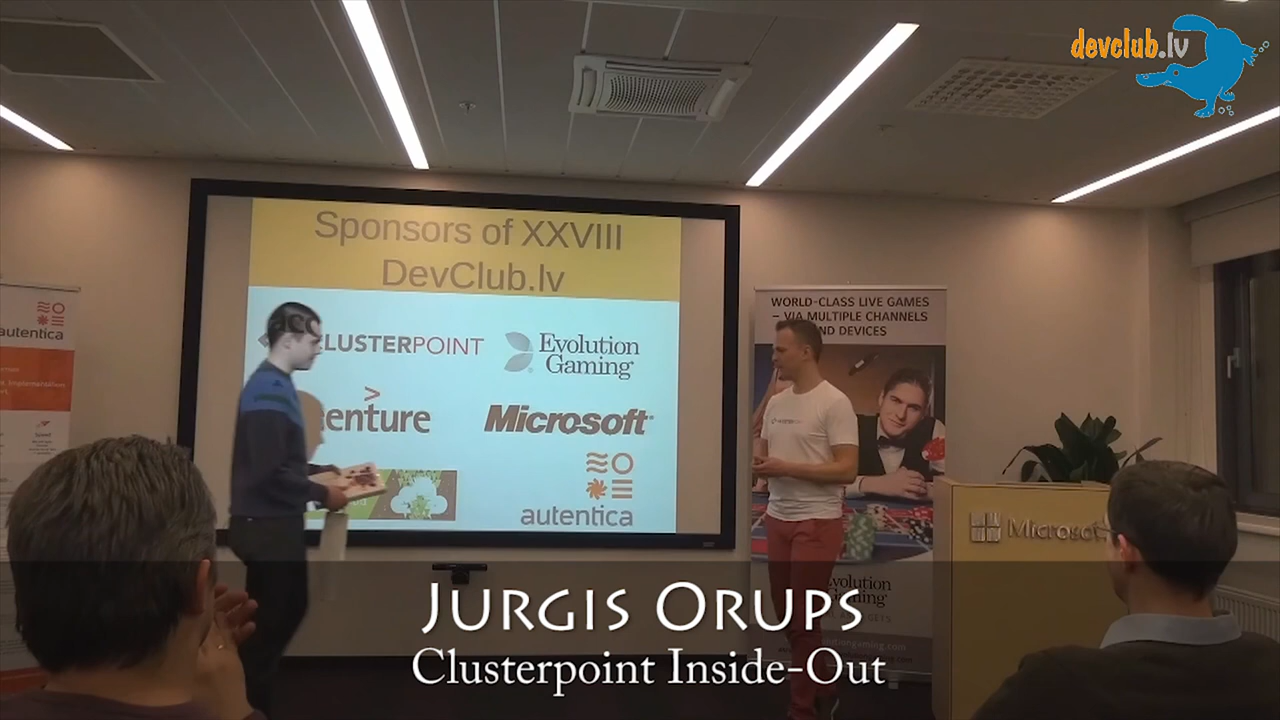 devclub.lv
Sponsors of XXVIII
DevClub.lv
autentica
CLUSTERPOINT
Evolution
Gaming
Microsoft
autentica
WORLD-CLASS LIVE GAMES
– VIA MULTIPLE CHANNELS
AND DEVICES
Microsoft
Evolution
Gaming
JURGIS ORUPS
Clusterpoint Inside-Out